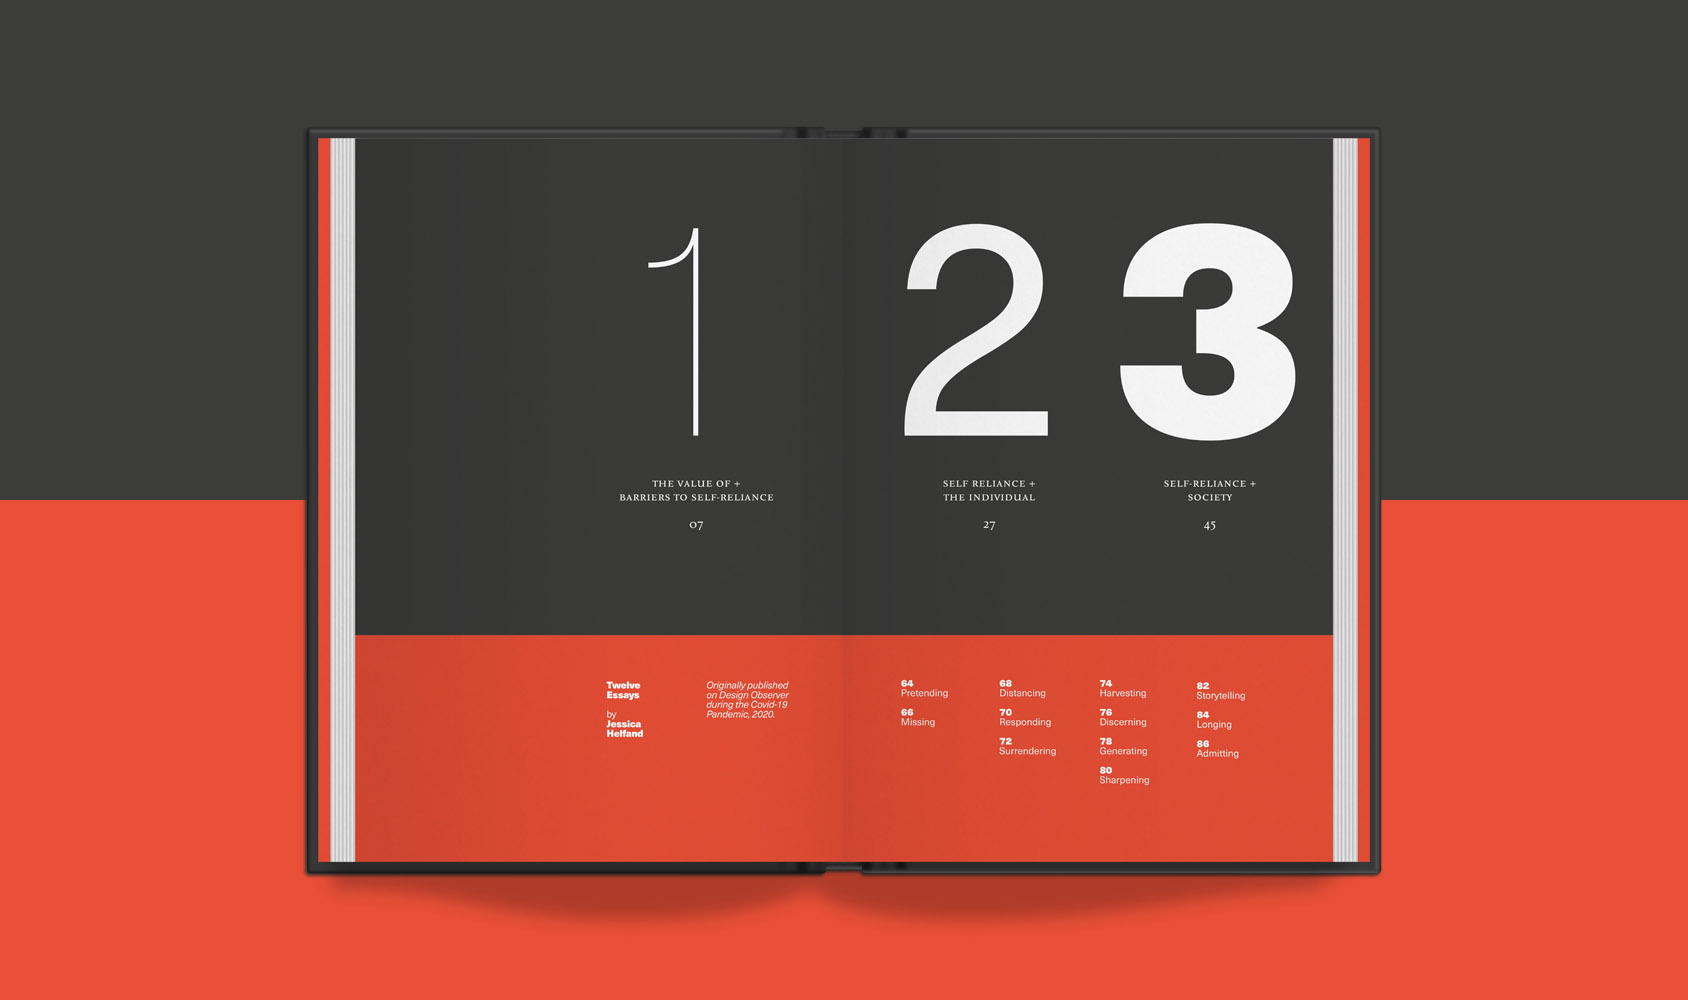 1
THE VALUE OF +
BARRIERS TO SELF-RELIANCE
07
2
SELF RELIANCE +
THE INDIVIDUAL
27
3
SELF-RELIANCE +
SOCIETY
45
Twelve
Essays
by
Jessica
Helfand
Originally published
on Design Observer
during the Covid-19
Pandemic, 2020.
64
Pretending
66
Missing
68
Distancing
70
Responding
72
Surrendering
74
Harvesting
76
Discerning
78
Generating
80
Sharpening
82
Storytelling
84
Longing
86
Admitting